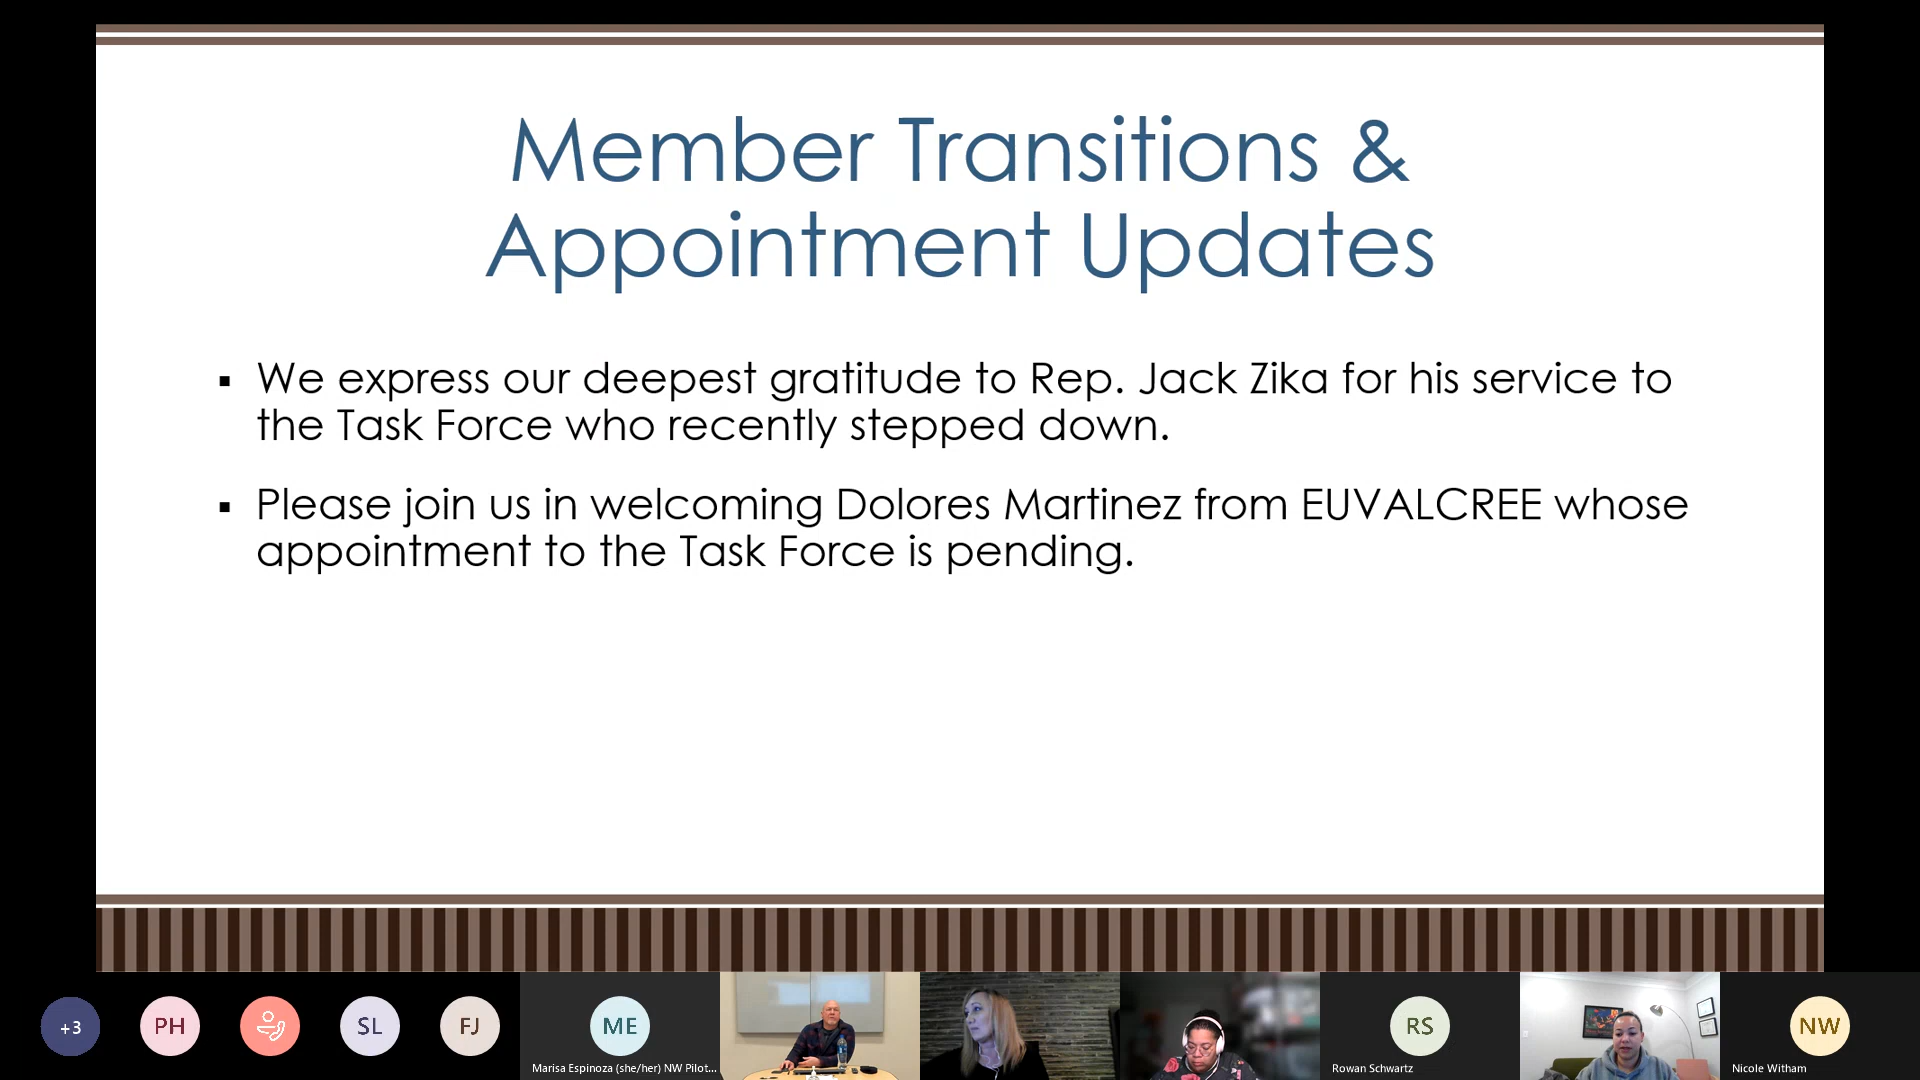 Member Transitions &
Appointment Updates
▪ We express our deepest gratitude to Rep. Jack Zika for his service to
the Task Force who recently stepped down.
▪ Please join us in welcoming Dolores Martinez from EUVALCREE whose
appointment to the Task Force is pending.
+3
PH
SL
FJ
ME
RS
NW
Marisa Espinoza (she/her) NW Pilot...
Rowan Schwartz
Nicole Witham